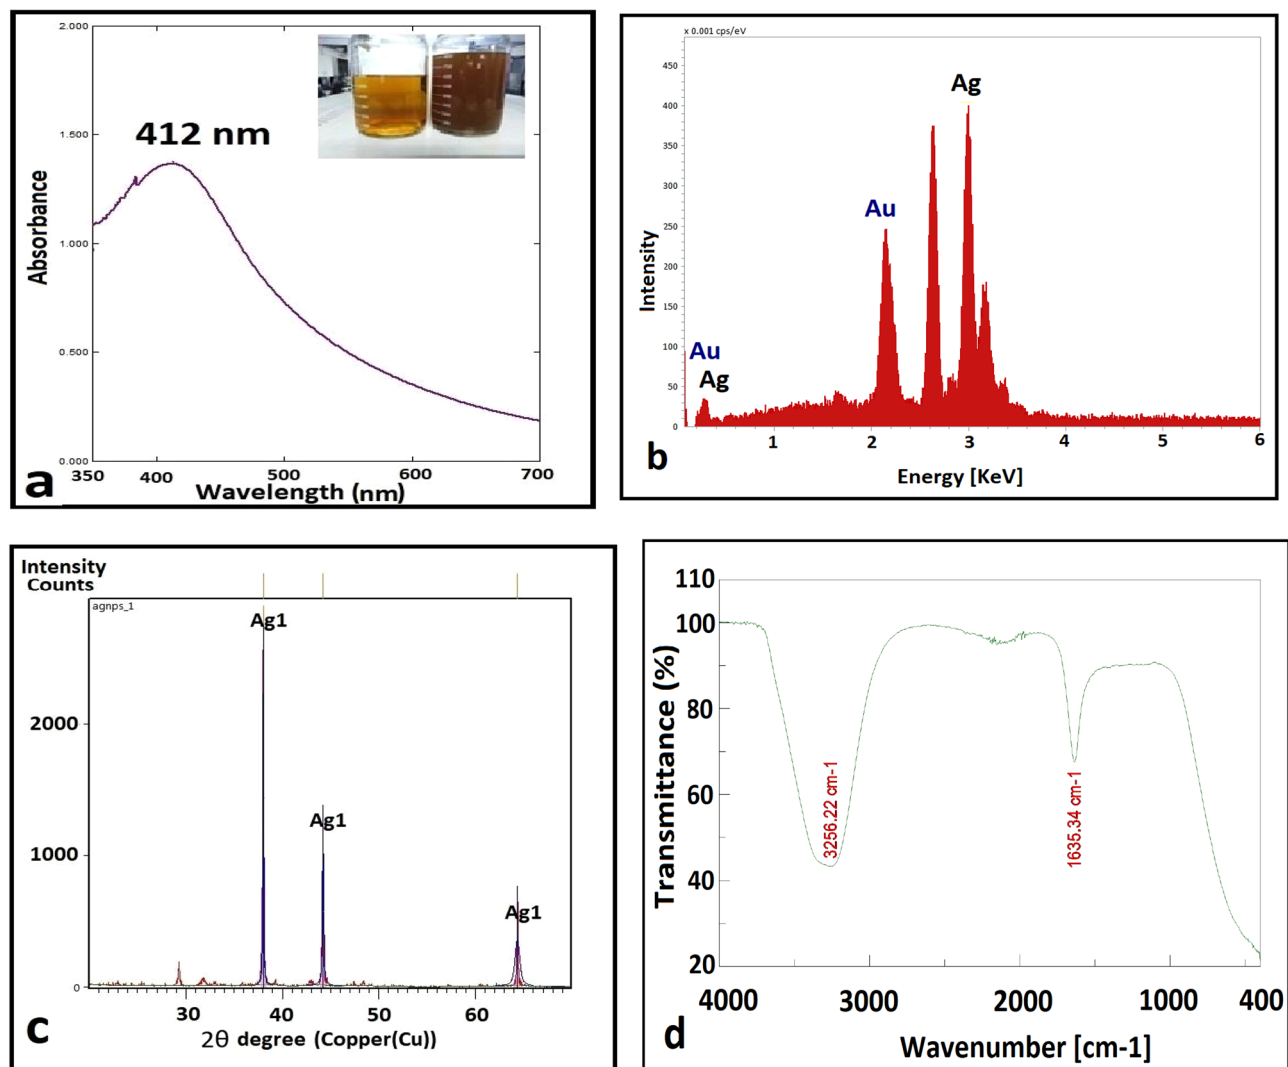 2.000
1.500
1.000
0.500
0.000
412 nm
Absorbance
350
400
500
600
700
Wavelength (nm)
a
x 0.001 cps/eV
450
400
350
300
250
200
150
100
50
0
Intensity
Ag
Au
Au
Ag
1
2
3
4
5
6
Energy [KeV]
b
Intensity
Counts
agnps_1
Ag1
Ag1
Ag1
2000
1000
0
30
40
50
60
2θ degree (Copper(Cu))
c
110
100
80
60
40
20
Transmittance (%)
3256.22 cm-1
1635.34 cm-1
4000
3000
2000
1000
400
Wavenumber [cm-1]
d